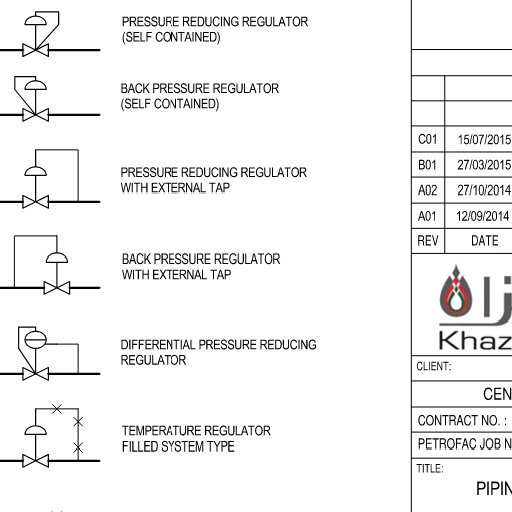 PRESSURE REDUCING REGULATOR
(SELF CONTAINED)
BACK PRESSURE REGULATOR
(SELF CONTAINED)
PRESSURE REDUCING REGULATOR
WITH EXTERNAL TAP
BACK PRESSURE REGULATOR
WITH EXTERNAL TAP
DIFFERENTIAL PRESSURE REDUCING
REGULATOR
TEMPERATURE REGULATOR
FILLED SYSTEM TYPE
C01 15/07/2015
B01 27/03/2015
A02 27/10/2014
A01 12/09/2014
REV DATE
Khaz
CLIENT:
CEN
CONTRACT NO. :
PETROFAC JOB N
TITLE:
PIPIN